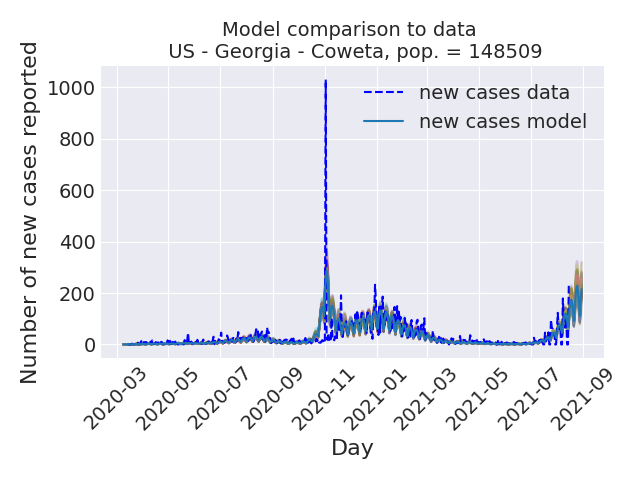 Model comparison to data
US - Georgia - Coweta, pop. = 148509
Number of new cases reported
1000
800
600
400
200
0
new cases data
new cases model
2020-03
2020-05
2020-07
2020-09
2020-11
2021-01
2021-03
2021-05
2021-07
2021-09
Day